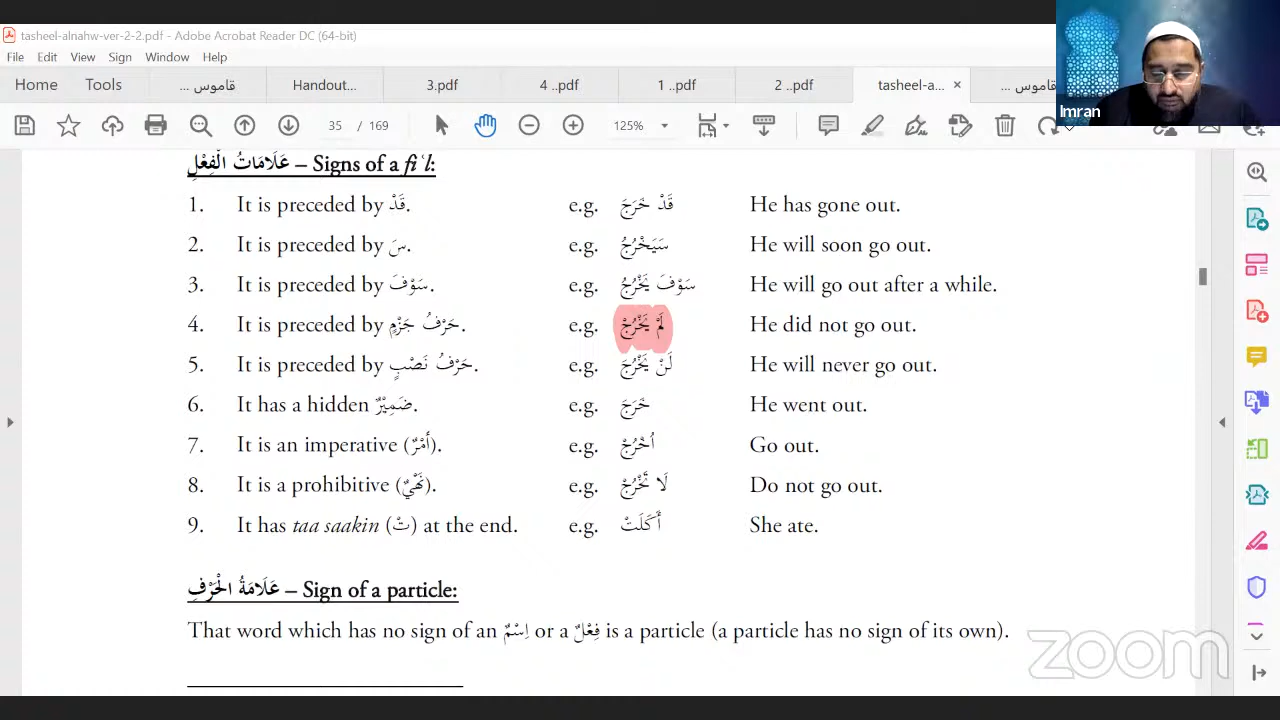 tasheel-alnahw-ver-2-2.pdf - Adobe Acrobat Reader DC (64-bit)
File Edit View Sign Window Help
Home Tools قاموس ... Handout... 3.pdf 4 ..pdf 1 ..pdf 2 ..pdf tasheel-a... × قاموس ...
35 / 169 125%
Imran
عَلَامَاتُ الْفِعْلِ – Signs of a fi ʿl:
1. It is preceded by قَدْ. e.g. قَدْ خَرَجَ He has gone out.
2. It is preceded by سَ. e.g. سَيَخْرُجُ He will soon go out.
3. It is preceded by سَوْفَ. e.g. سَوْفَ يَخْرُجُ He will go out after a while.
4. It is preceded by حَرْفُ جَزْمٍ. e.g. لَمْ يَخْرُجْ He did not go out.
5. It is preceded by حَرْفُ نَصْبٍ. e.g. لَنْ يَخْرُجَ He will never go out.
6. It has a hidden ضَمِيْرٌ. e.g. خَرَجَ He went out.
7. It is an imperative (أَمْرٌ). e.g. اُخْرُجْ Go out.
8. It is a prohibitive (نَهْيٌ). e.g. لَا تَخْرُجْ Do not go out.
9. It has taa saakin (تْ) at the end. e.g. أَكَلَتْ She ate.
عَلَامَةُ الْحَرْفِ – Sign of a particle:
That word which has no sign of an اِسْمٌ or a فِعْلٌ is a particle (a particle has no sign of its own).
zoom